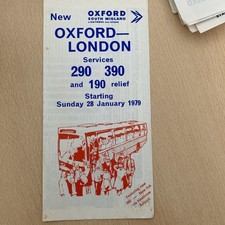 New
OXFORD
SOUTH MIDLAND
OXFORD—
LONDON
Services
290 390
and 190 relief
Starting
Sunday 28 January 1979